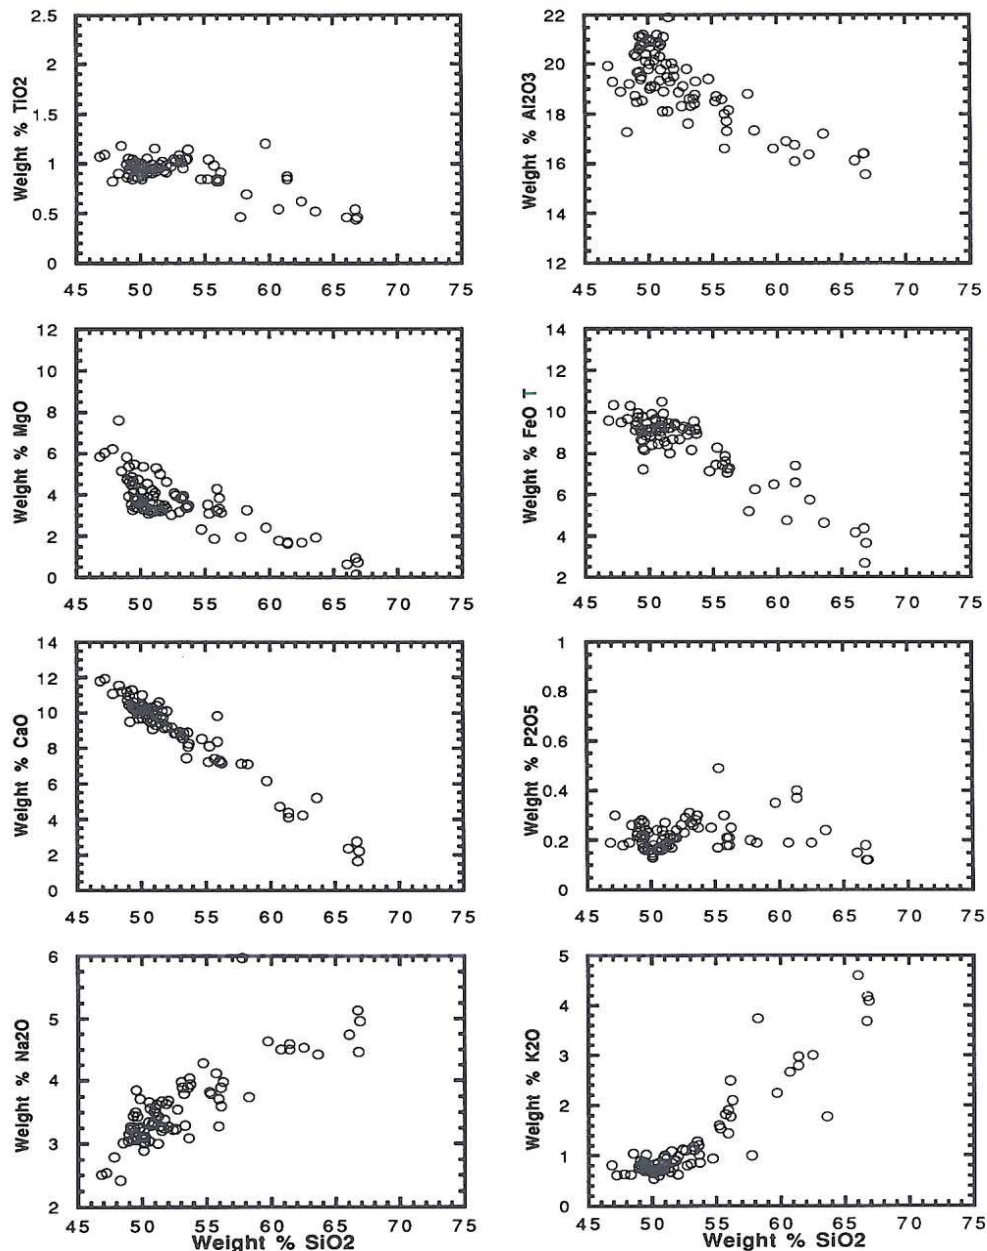 2.5
2
1.5
1
0.5
0
Weight % TiO2
45 50 55 60 65 70 75
22
20
18
16
14
12
Weight % Al2O3
45 50 55 60 65 70 75
12
10
8
6
4
2
0
Weight % MgO
45 50 55 60 65 70 75
14
12
10
8
6
4
2
Weight % FeO T
45 50 55 60 65 70 75
14
12
10
8
6
4
2
0
Weight % CaO
45 50 55 60 65 70 75
1
0.8
0.6
0.4
0.2
0
Weight % P2O5
45 50 55 60 65 70 75
6
5
4
3
2
Weight % Na2O
45 50 55 60 65 70 75
Weight % SiO2
5
4
3
2
1
0
Weight % K2O
45 50 55 60 65 70 75
Weight % SiO2